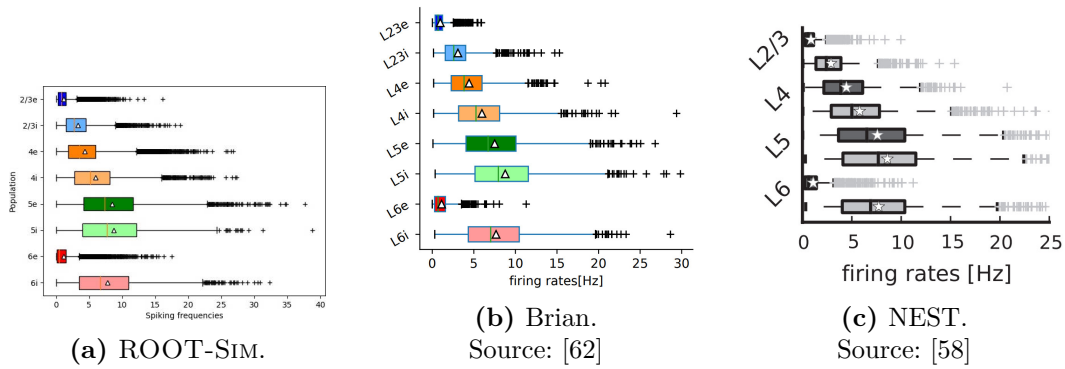 2/3e
2/3i
4e
4i
5e
5i
6e
6i
Population
0 5 10 15 20 25 30 35 40
Spiking frequencies
(a) ROOT-SIM.
L23e
L23i
L4e
L4i
L5e
L5i
L6e
L6i
0 5 10 15 20 25 30
firing rates[Hz]
(b) Brian.
Source: [62]
L2/3
L4
L5
L6
0 5 10 15 20 25
firing rates [Hz]
(c) NEST.
Source: [58]